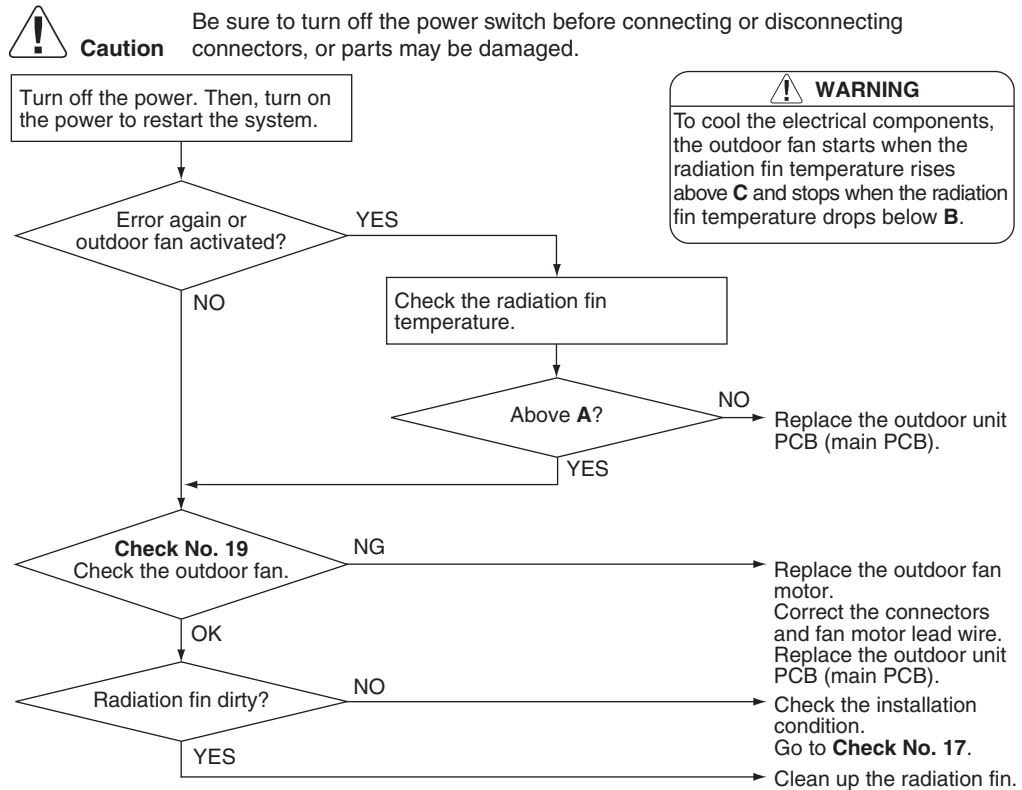 Be sure to turn off the power switch before connecting or disconnecting
Caution connectors, or parts may be damaged.
Turn off the power. Then, turn on
the power to restart the system.
WARNING
To cool the electrical components,
the outdoor fan starts when the
radiation fin temperature rises
above C and stops when the radiation
fin temperature drops below B.
Error again or
outdoor fan activated?
YES
NO
Check the radiation fin
temperature.
Above A?
NO
Replace the outdoor unit
PCB (main PCB).
YES
Check No. 19
Check the outdoor fan.
NG
Replace the outdoor fan
motor.
Correct the connectors
and fan motor lead wire.
Replace the outdoor unit
PCB (main PCB).
OK
Radiation fin dirty?
NO
Check the installation
condition.
Go to Check No. 17.
YES
Clean up the radiation fin.